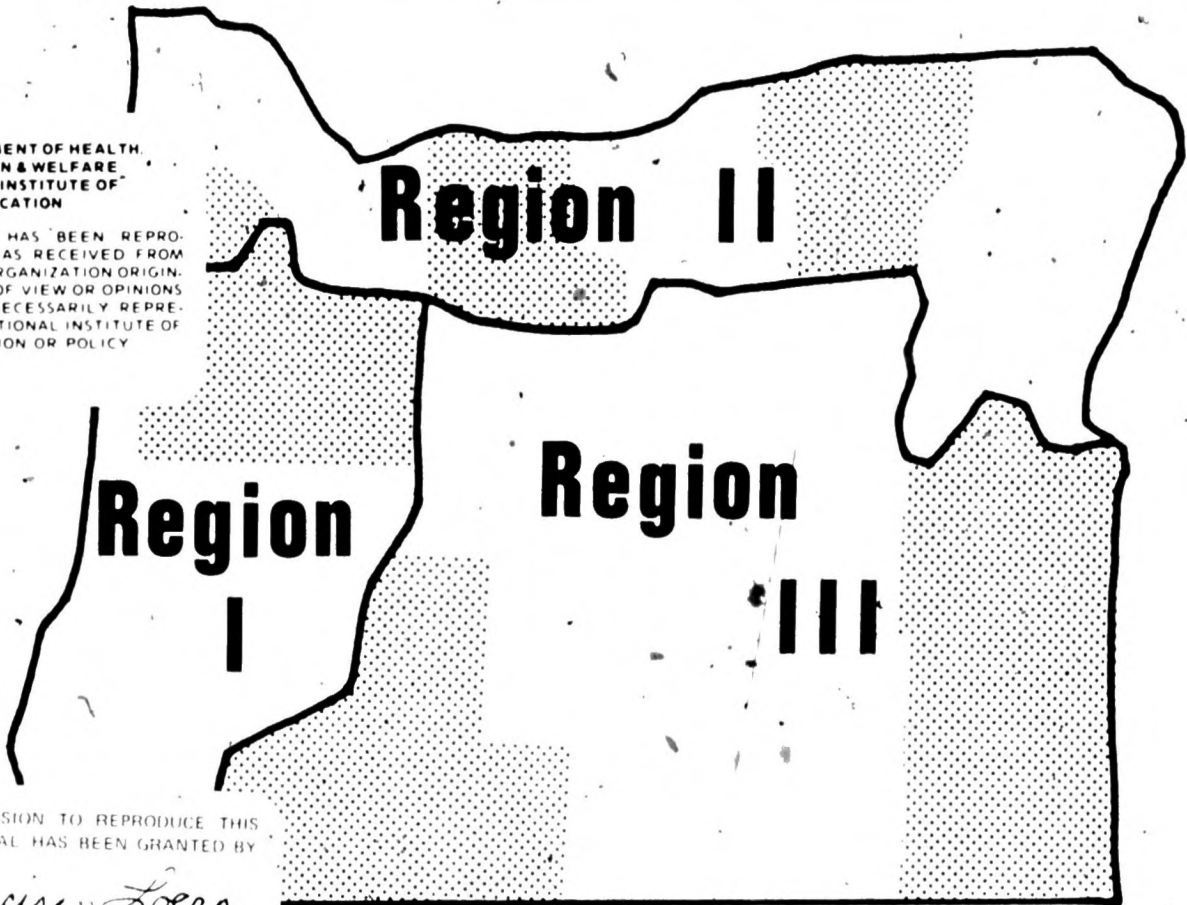 MENT OF HEALTH,
N & WELFARE
INSTITUTE OF
CATION
HAS BEEN REPRO-
AS RECEIVED FROM
RGANIZATION ORIGIN-
OF VIEW OR OPINIONS
ECESSARILY REPRE-
TIONAL INSTITUTE OF
ION OR POLICY
Region II
Region
I
Region
III
SION TO REPRODUCE THIS
AL HAS BEEN GRANTED BY